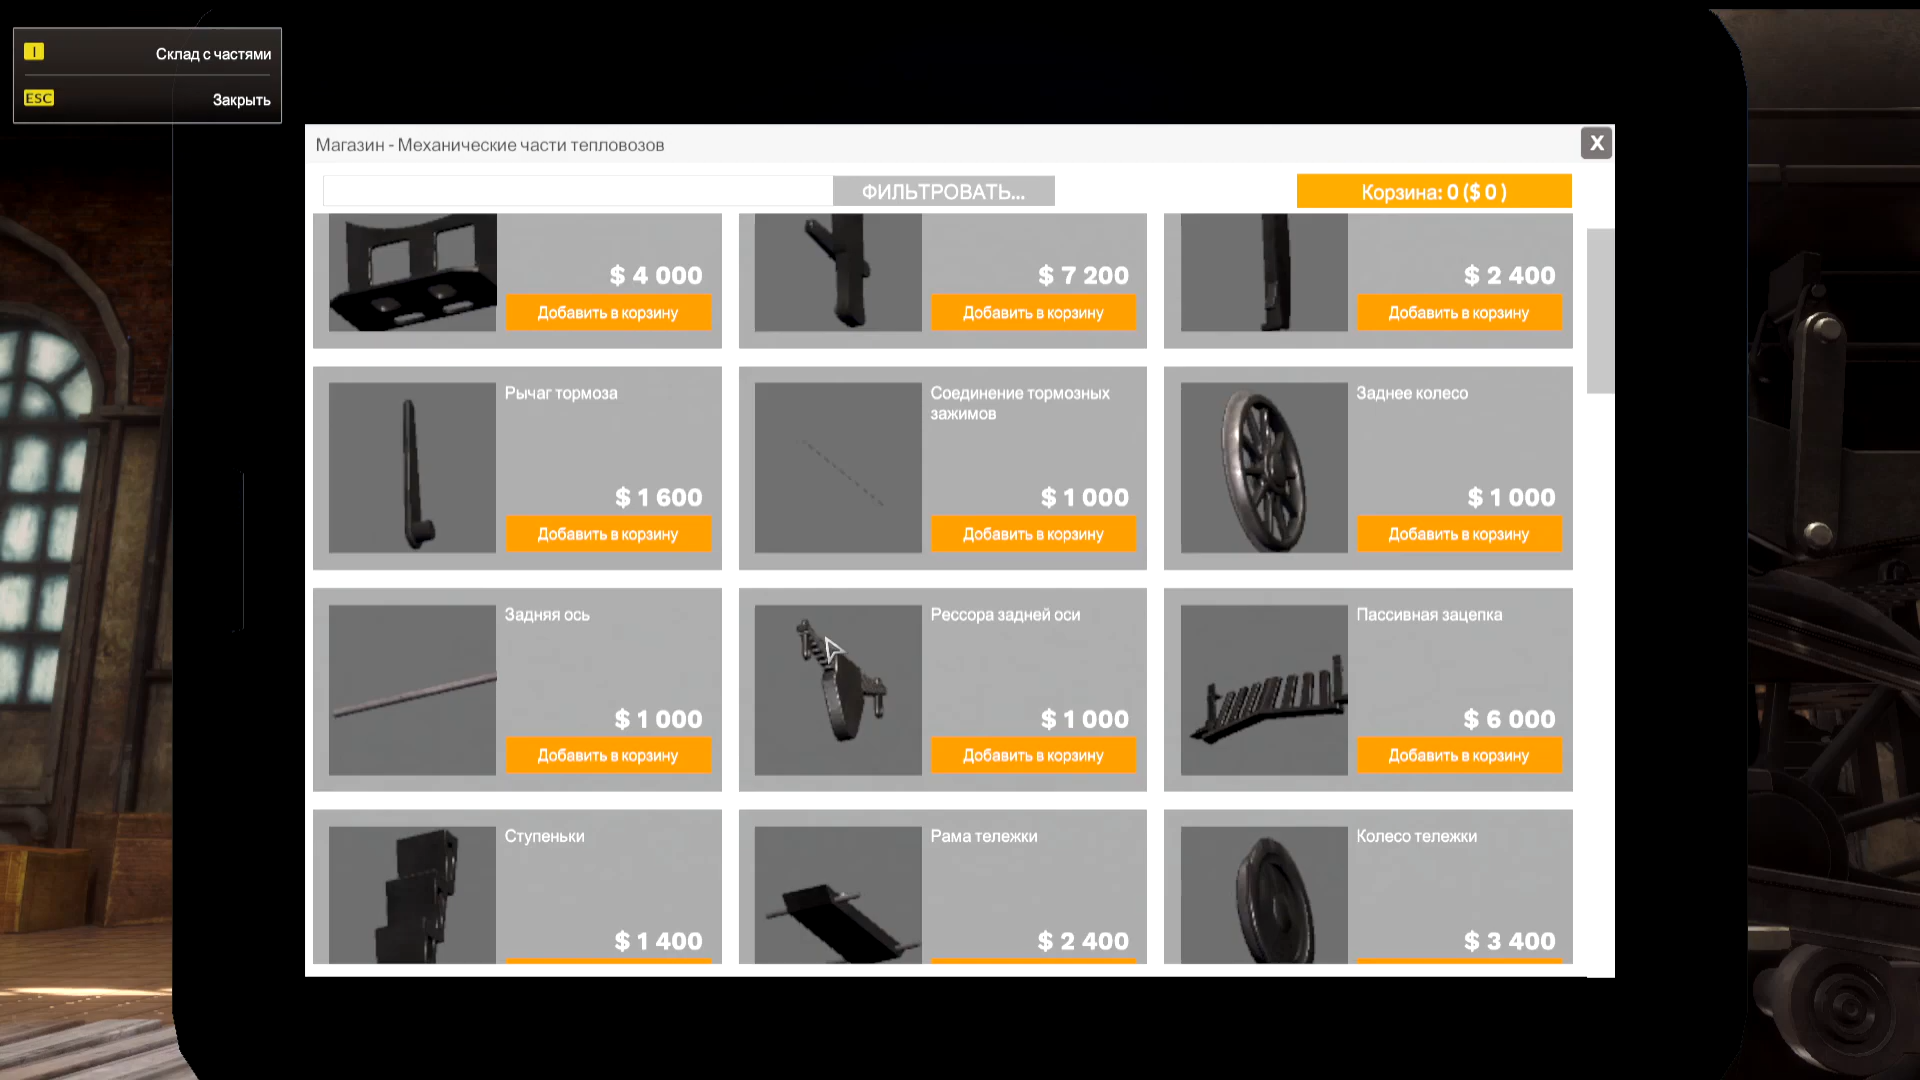 I
Склад с частями
ESC
Закрыть
Магазин - Механические части тепловозов
X
ФИЛЬТРОВАТЬ...
Корзина: 0 ($ 0 )
$ 4 000
$ 7 200
$ 2 400
Добавить в корзину
Добавить в корзину
Добавить в корзину
Рычаг тормоза
Соединение тормозных
зажимов
Заднее колесо
$ 1 600
$ 1 000
$ 1 000
Добавить в корзину
Добавить в корзину
Добавить в корзину
Задняя ось
Рессора задней оси
Пассивная зацепка
$ 1 000
$ 1 000
$ 6 000
Добавить в корзину
Добавить в корзину
Добавить в корзину
Ступеньки
Рама тележки
Колесо тележки
$ 1 400
$ 2 400
$ 3 400